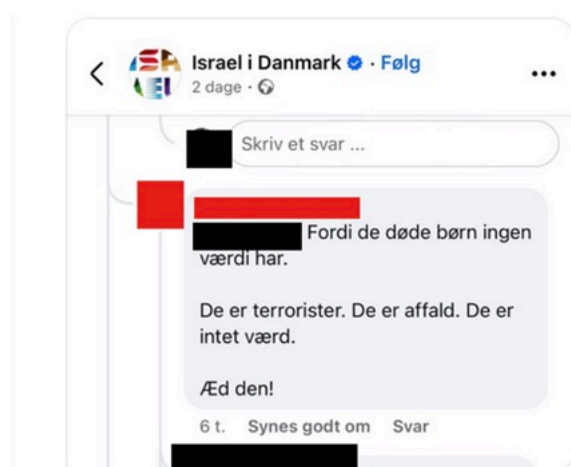 ISRAEL
Israel i Danmark · Følg
2 dage ·
Skriv et svar ...
Fordi de døde børn ingen
værdi har.
De er terrorister. De er affald. De er
intet værd.
Æd den!
6 t. Synes godt om Svar